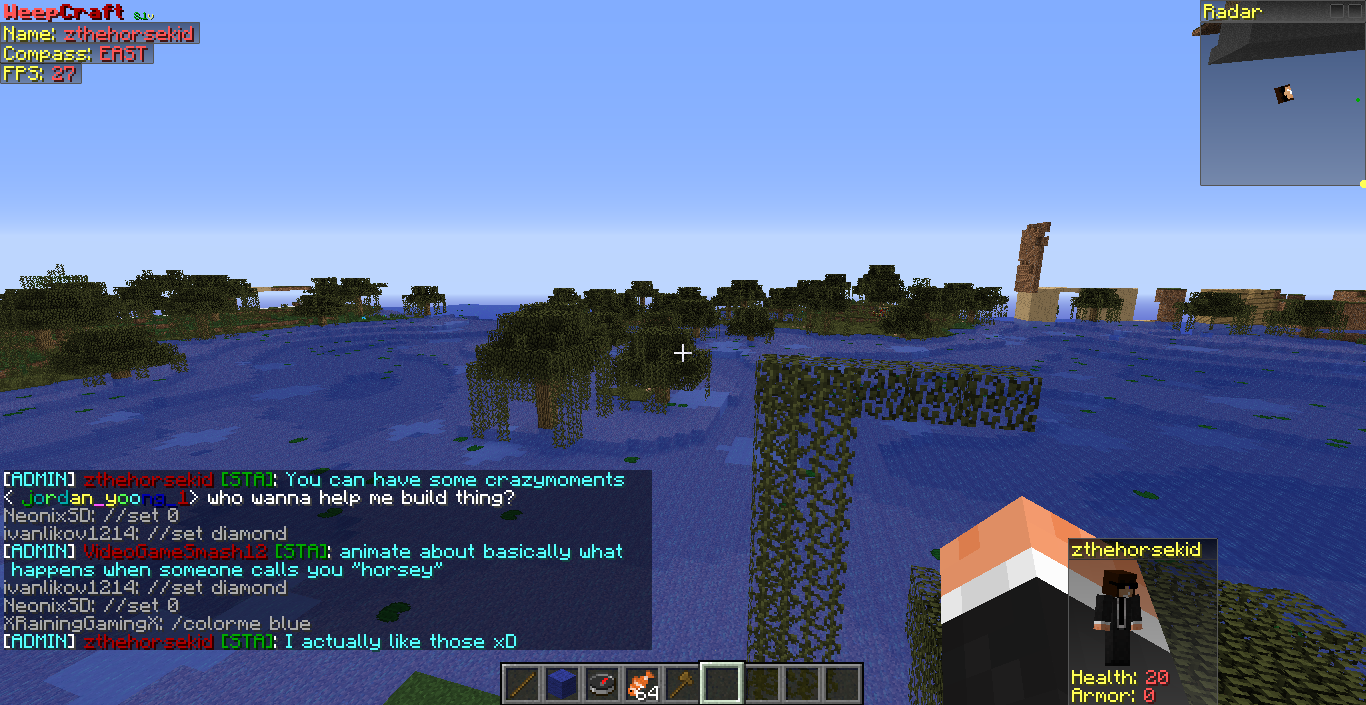 WeepCraft 8.1v
Name: zthehorsekid
Compass: EAST
FPS: 27
Radar
[ADMIN] zthehorsekid [STA]: You can have some crazymoments
< jordan_yoong_1> who wanna help me build thing?
Neonix5D: //set 0
ivanlikov1214: //set diamond
[ADMIN] VideoGameSmash12 [STA]: animate about basically what
happens when someone calls you "horsey"
ivanlikov1214: //set diamond
Neonix5D: //set 0
XRainingGamingX: /colorme blue
[ADMIN] zthehorsekid [STA]: I actually like those xD
64
zthehorsekid
Health: 20
Armor: 0